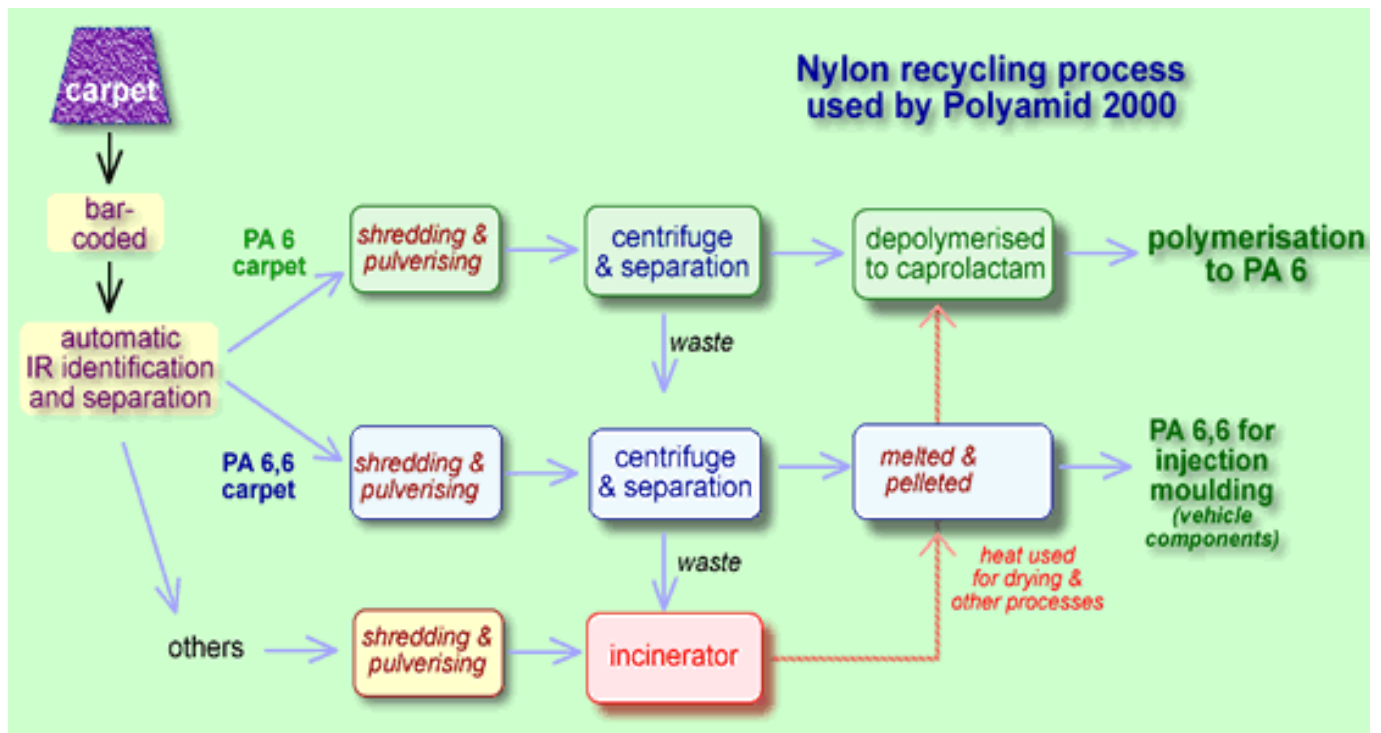 carpet
Nylon recycling process
used by Polyamid 2000
bar-
coded
PA 6
carpet
shredding &
pulverising
centrifuge
& separation
depolymerised
to caprolactam
polymerisation
to PA 6
automatic
IR identification
and separation
waste
PA 6,6
carpet
shredding &
pulverising
centrifuge
& separation
melted &
pelleted
PA 6,6 for
injection
moulding
(vehicle
components)
waste
heat used
for drying &
other processes
others
shredding &
pulverising
incinerator